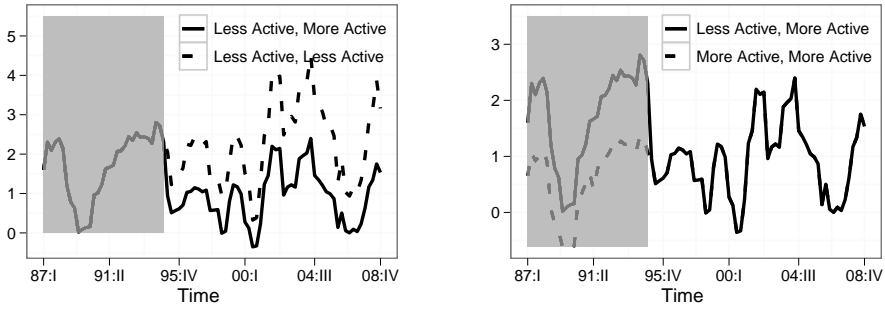 Less Active, More Active
Less Active, Less Active
5
4
3
2
1
0
87:I 91:II 95:IV 00:I 04:III 08:IV
Time
Less Active, More Active
More Active, More Active
3
2
1
0
87:I 91:II 95:IV 00:I 04:III 08:IV
Time